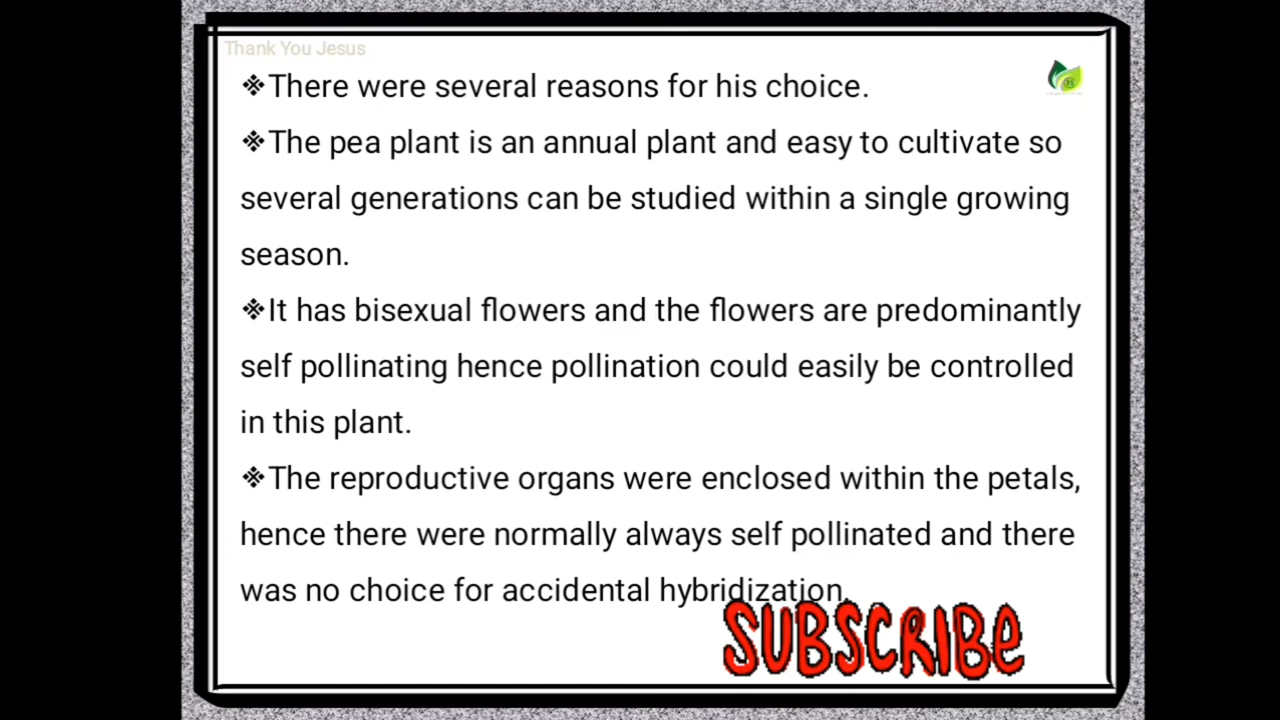 Thank You Jesus
❖There were several reasons for his choice.
❖The pea plant is an annual plant and easy to cultivate so
several generations can be studied within a single growing
season.
❖It has bisexual flowers and the flowers are predominantly
self pollinating hence pollination could easily be controlled
in this plant.
❖The reproductive organs were enclosed within the petals,
hence there were normally always self pollinated and there
was no choice for accidental hybridization.
SUBSCRIBe